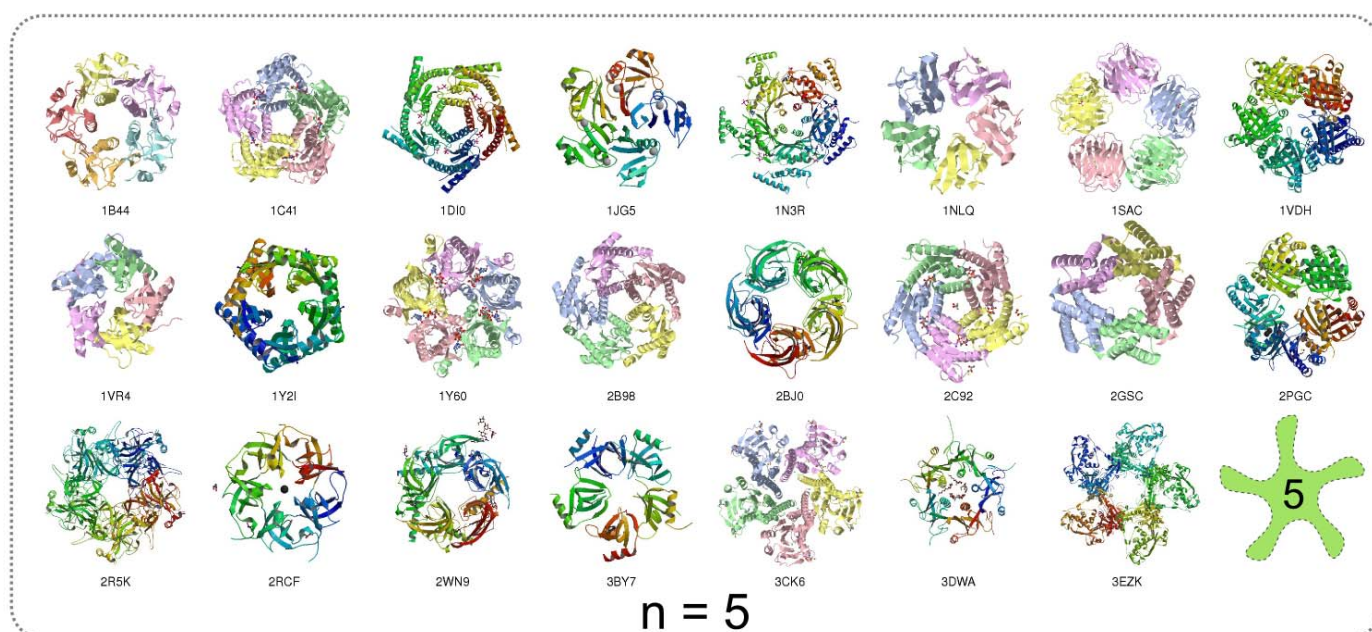 1B44 1C41 1DI0 1JG5 1N3R 1NLQ 1SAC 1VDH
1VR4 1Y2I 1Y60 2B98 2BJ0 2C92 2GSC 2PGC
5
2R5K 2RCF 2WN9 3BY7 3CK6 3DWA 3EZK
n = 5